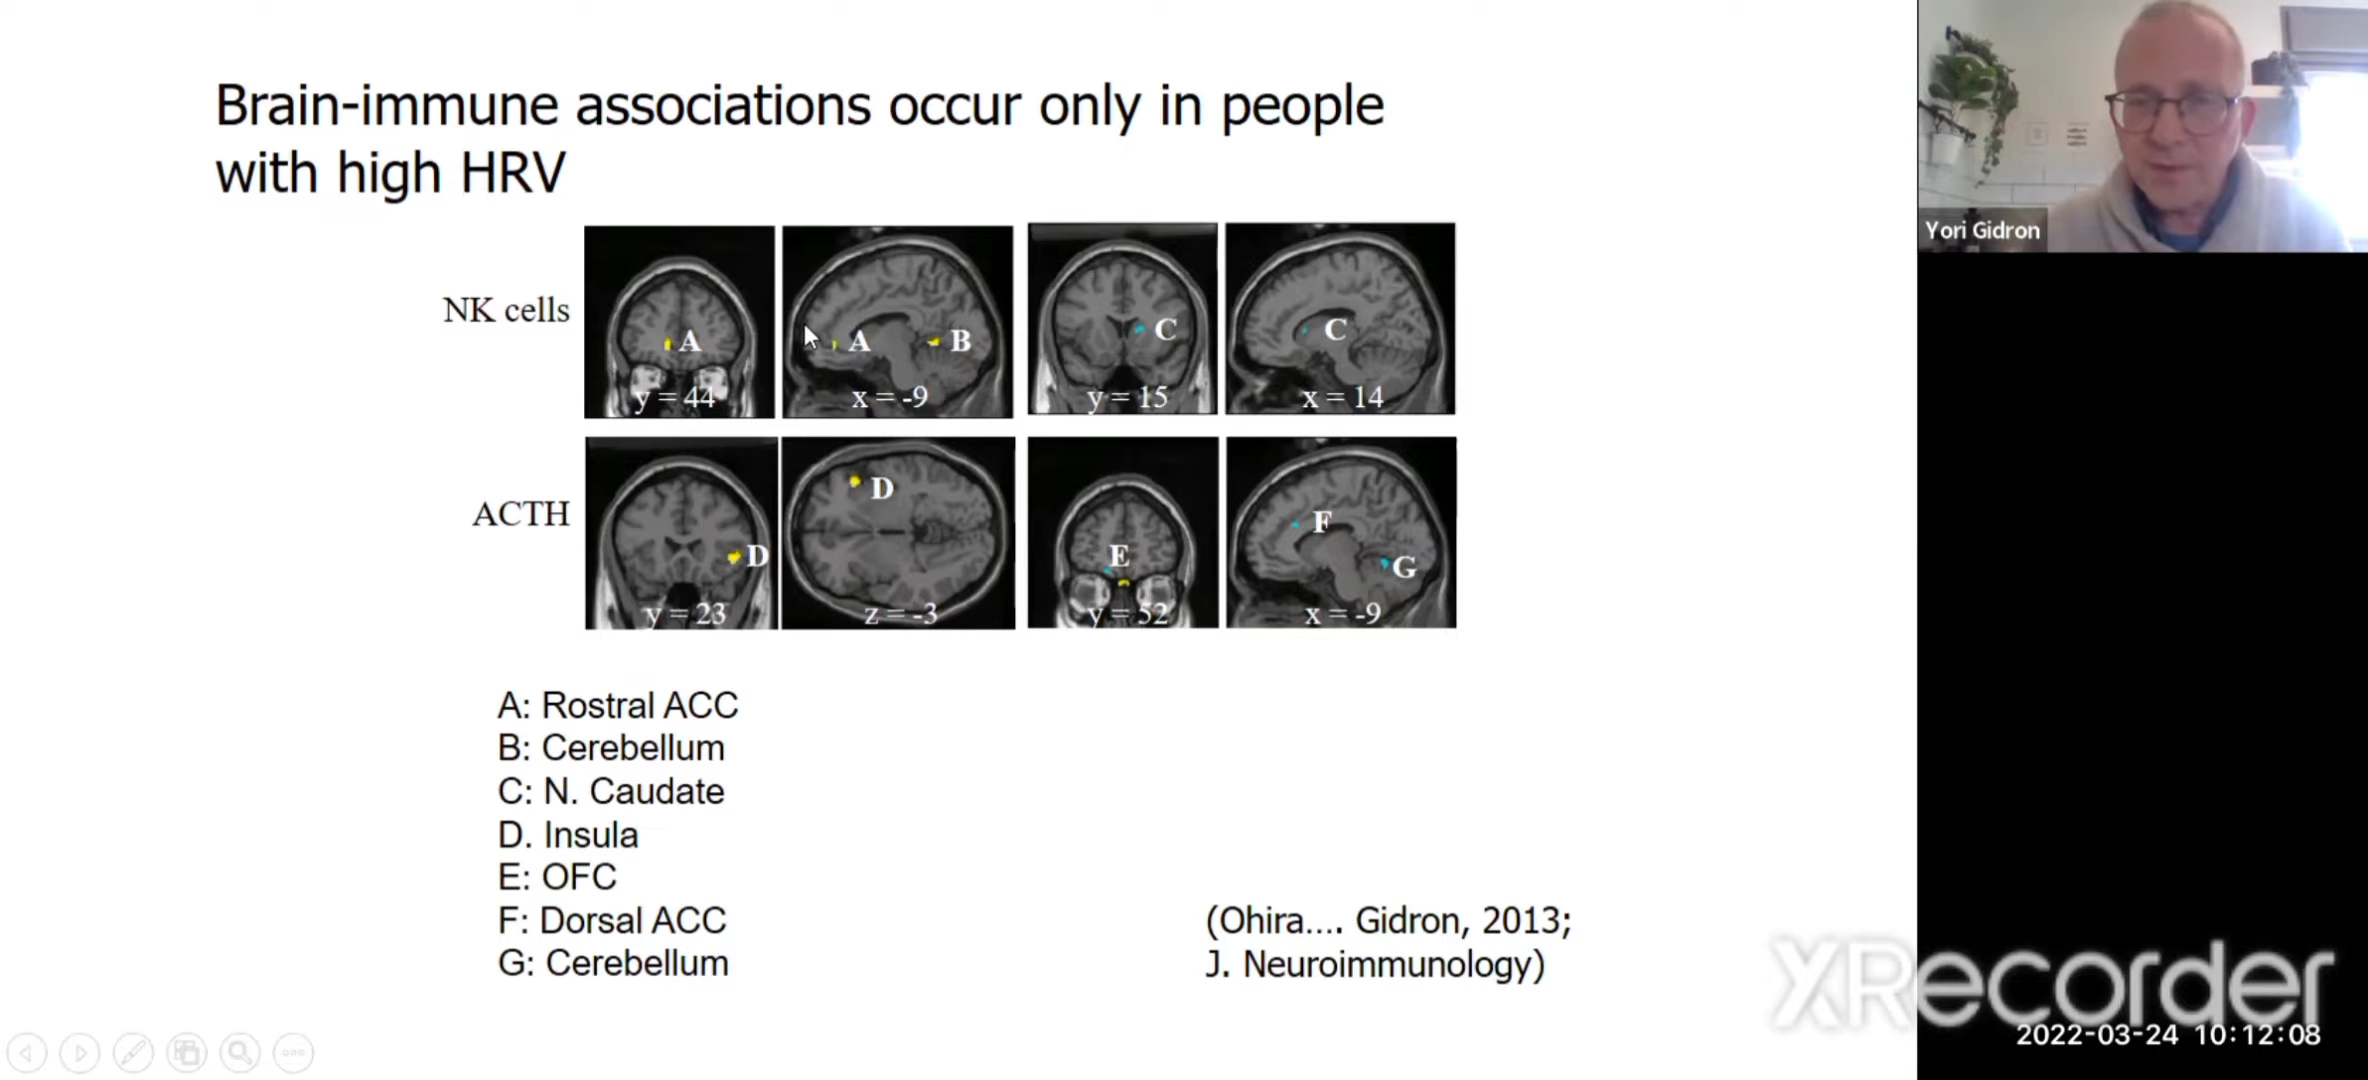 Brain-immune associations occur only in people
with high HRV
Yori Gidron
NK cells
A
y = 44
A
B
x = -9
C
y = 15
C
x = 14
ACTH
D
y = 23
D
z = -3
E
y = 52
F
G
x = -9
A: Rostral ACC
B: Cerebellum
C: N. Caudate
D. Insula
E: OFC
F: Dorsal ACC
G: Cerebellum
(Ohira…. Gidron, 2013;
J. Neuroimmunology)
XRecorder
2022-03-24 10:12:08